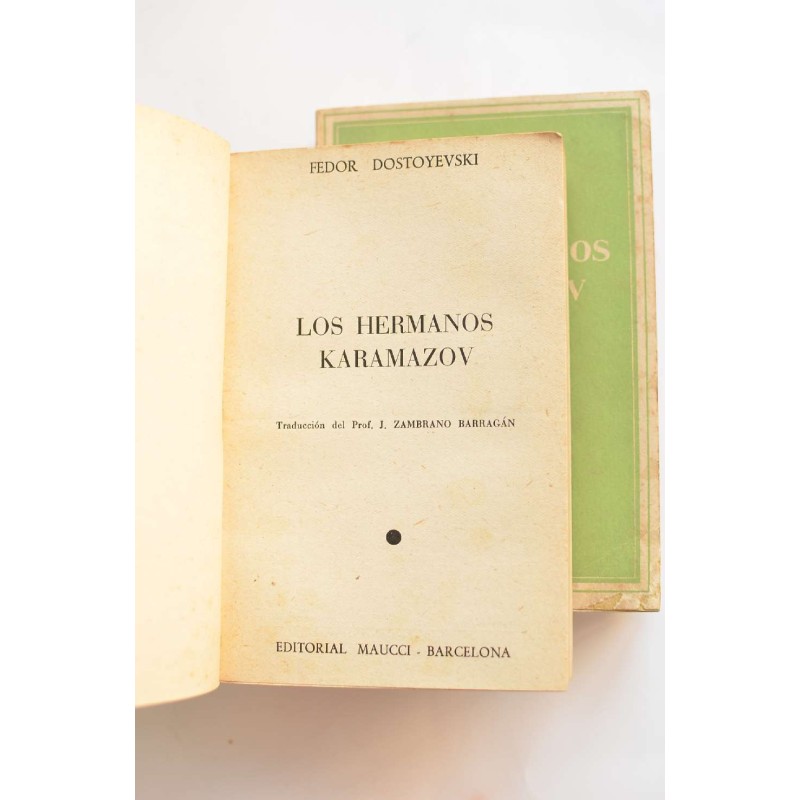 FEDOR DOSTOYEVSKI
LOS HERMANOS
KARAMAZOV
Traducción del Prof. J. ZAMBRANO BARRAGÁN
EDITORIAL MAUCCI - BARCELONA
OS
V